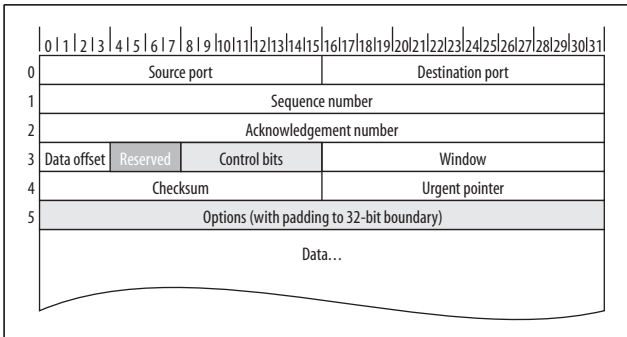 0 1 2 3 4 5 6 7 8 9 10 11 12 13 14 15 16 17 18 19 20 21 22 23 24 25 26 27 28 29 30 31
0 Source port Destination port
1 Sequence number
2 Acknowledgement number
3 Data offset Reserved Control bits Window
4 Checksum Urgent pointer
5 Options (with padding to 32-bit boundary)
Data...